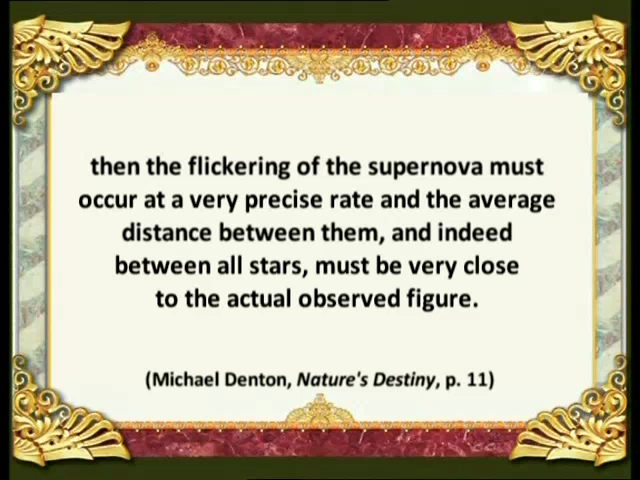 then the flickering of the supernova must
occur at a very precise rate and the average
distance between them, and indeed
between all stars, must be very close
to the actual observed figure.
(Michael Denton, Nature's Destiny, p. 11)